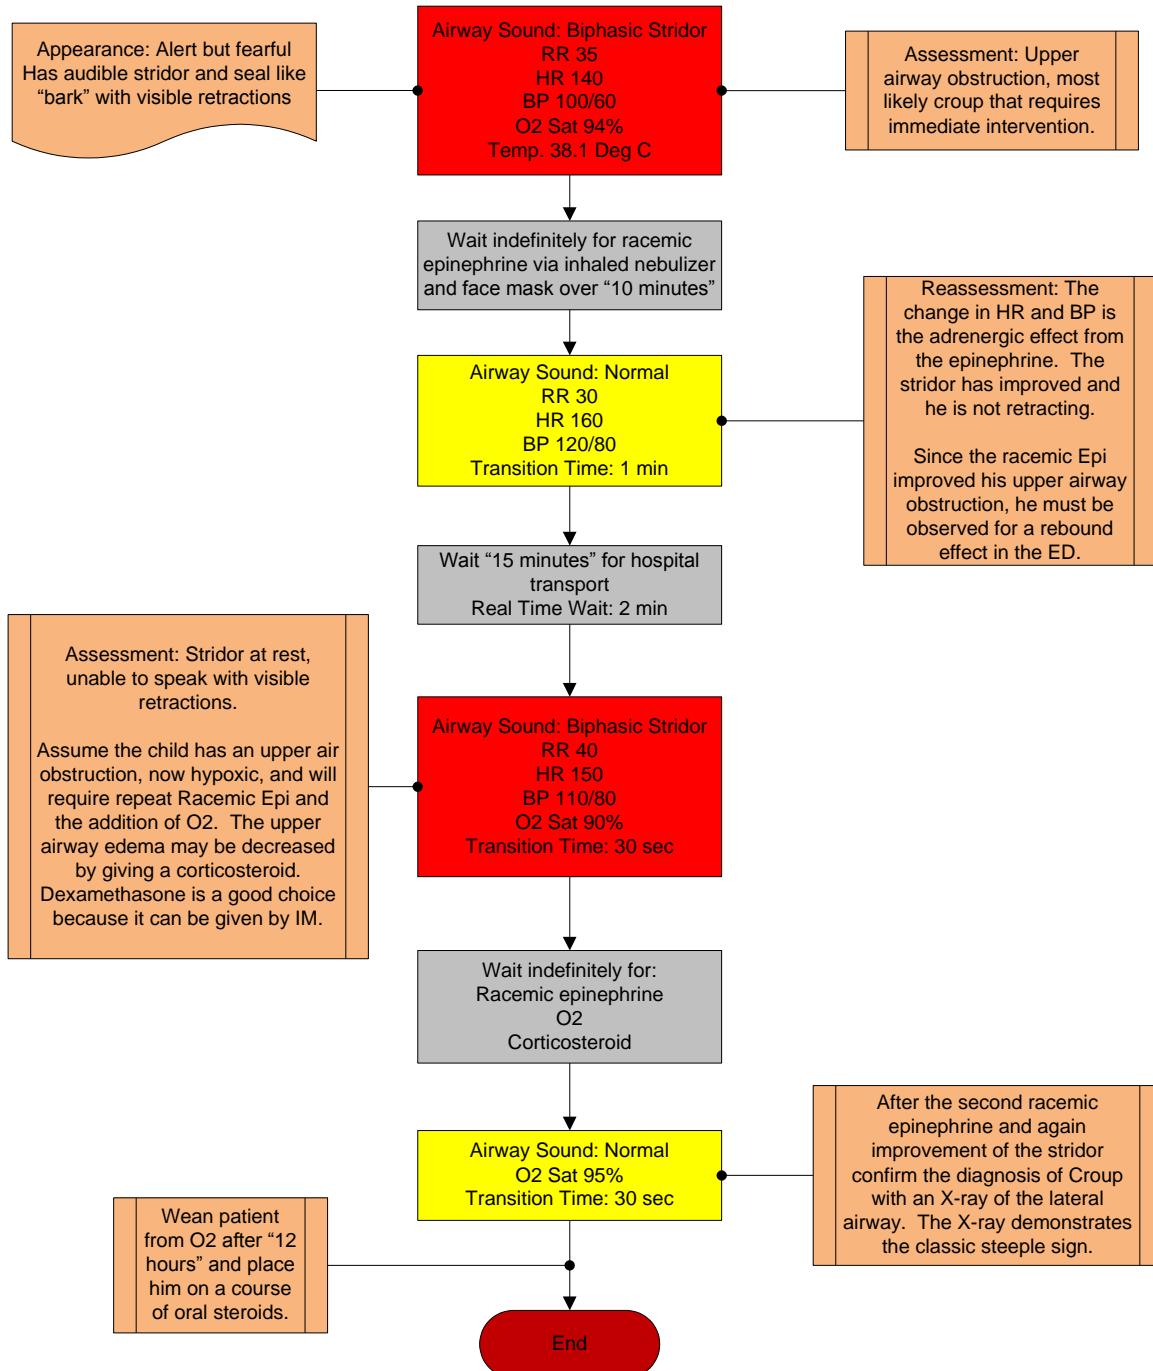 Appearance: Alert but fearful
Has audible stridor and seal like
“bark” with visible retractions
Airway Sound: Biphasic Stridor
RR 35
HR 140
BP 100/60
O2 Sat 94%
Temp. 38.1 Deg C
Assessment: Upper
airway obstruction, most
likely croup that requires
immediate intervention.
Wait indefinitely for racemic
epinephrine via inhaled nebulizer
and face mask over “10 minutes”
Airway Sound: Normal
RR 30
HR 160
BP 120/80
Transition Time: 1 min
Reassessment: The
change in HR and BP is
the adrenergic effect from
the epinephrine. The
stridor has improved and
he is not retracting.
Since the racemic Epi
improved his upper airway
obstruction, he must be
observed for a rebound
effect in the ED.
Wait “15 minutes” for hospital
transport
Real Time Wait: 2 min
Assessment: Stridor at rest,
unable to speak with visible
retractions.
Assume the child has an upper air
obstruction, now hypoxic, and will
require repeat Racemic Epi and
the addition of O2. The upper
airway edema may be decreased
by giving a corticosteroid.
Dexamethasone is a good choice
because it can be given by IM.
Airway Sound: Biphasic Stridor
RR 40
HR 150
BP 110/80
O2 Sat 90%
Transition Time: 30 sec
Wait indefinitely for:
Racemic epinephrine
O2
Corticosteroid
Airway Sound: Normal
O2 Sat 95%
Transition Time: 30 sec
After the second racemic
epinephrine and again
improvement of the stridor
confirm the diagnosis of Croup
with an X-ray of the lateral
airway. The X-ray demonstrates
the classic steeple sign.
Wean patient
from O2 after “12
hours” and place
him on a course
of oral steroids.
End